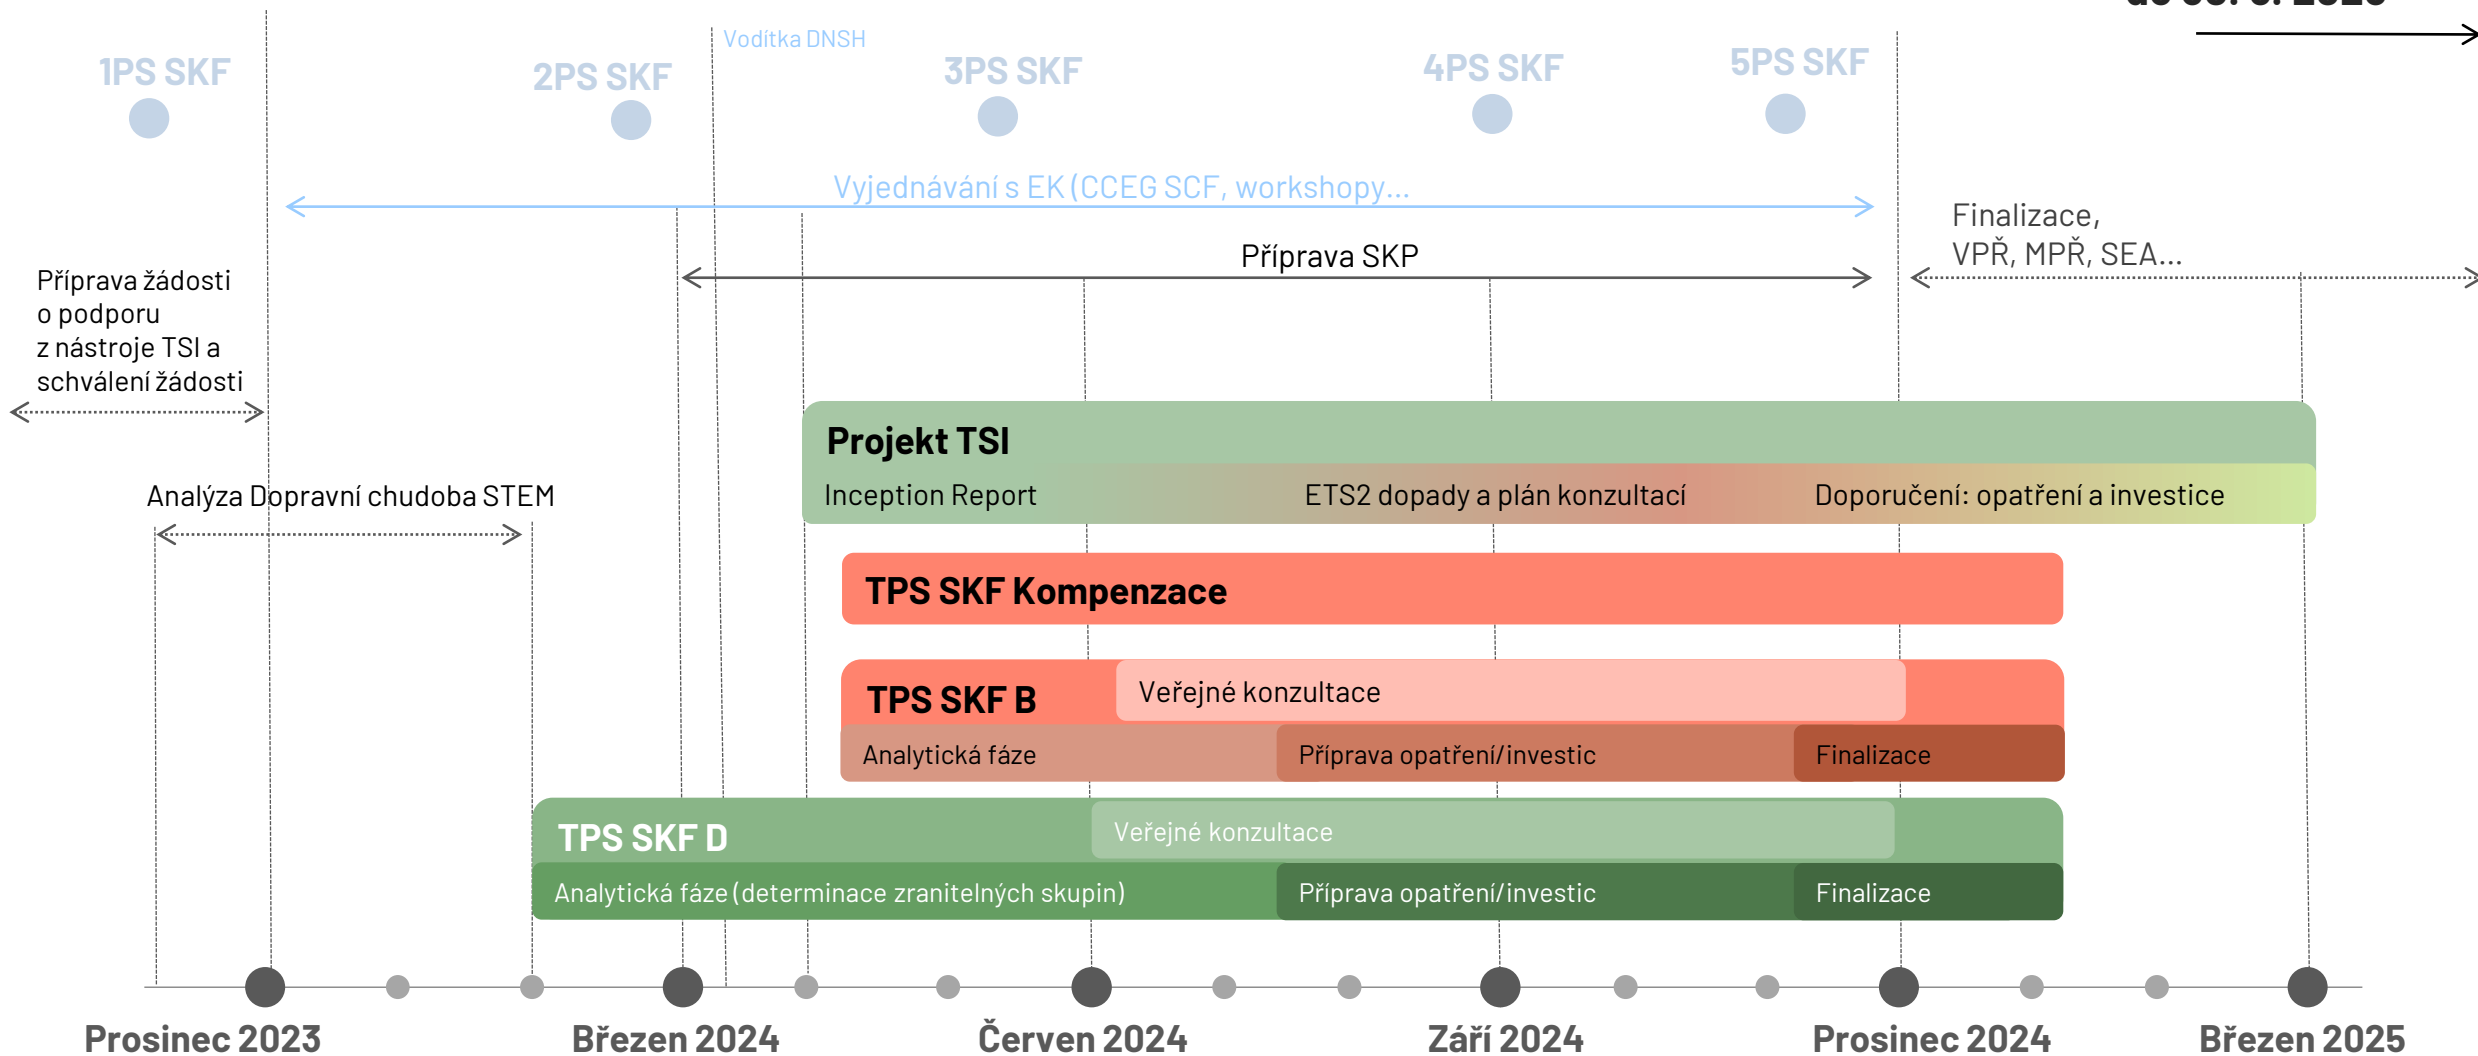 Vodítka DNSH
1PS SKF
2PS SKF
3PS SKF
4PS SKF
5PS SKF
Vyjednávání s EK (CCEG SCF, workshopy...
Příprava SKP
Finalizace,
VPŘ, MPŘ, SEA...
Příprava žádosti
o podporu
z nástroje TSI a
schválení žádosti
Analýza Dopravní chudoba STEM
Projekt TSI
Inception Report
ETS2 dopady a plán konzultací
Doporučení: opatření a investice
TPS SKF Kompenzace
TPS SKF B
Veřejné konzultace
Analytická fáze
Příprava opatření/investic
Finalizace
TPS SKF D
Veřejné konzultace
Analytická fáze (determinace zranitelných skupin)
Příprava opatření/investic
Finalizace
Prosinec 2023
Březen 2024
Červen 2024
Září 2024
Prosinec 2024
Březen 2025